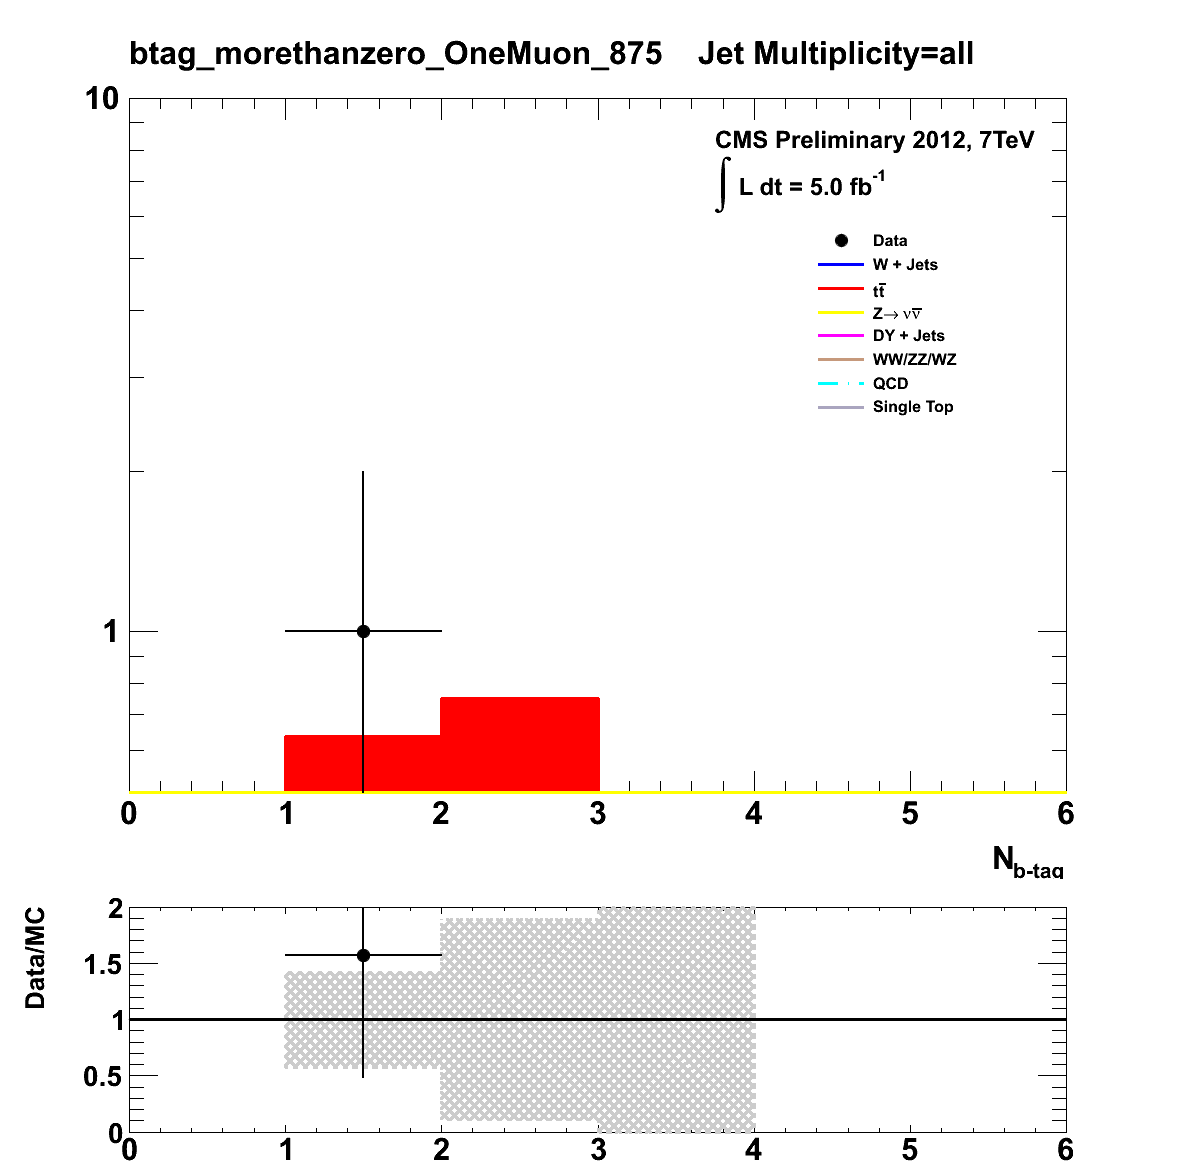 btag_morethanzero_OneMuon_875 Jet Multiplicity=all
10
CMS Preliminary 2012, 7TeV
∫ L dt = 5.0 fb⁻¹
Data
W + Jets
tt̅
Z→ νν̅
DY + Jets
WW/ZZ/WZ
QCD
Single Top
1
0 1 2 3 4 5 6
N_b-tag
Data/MC
2
1.5
1
0.5
0
0 1 2 3 4 5 6